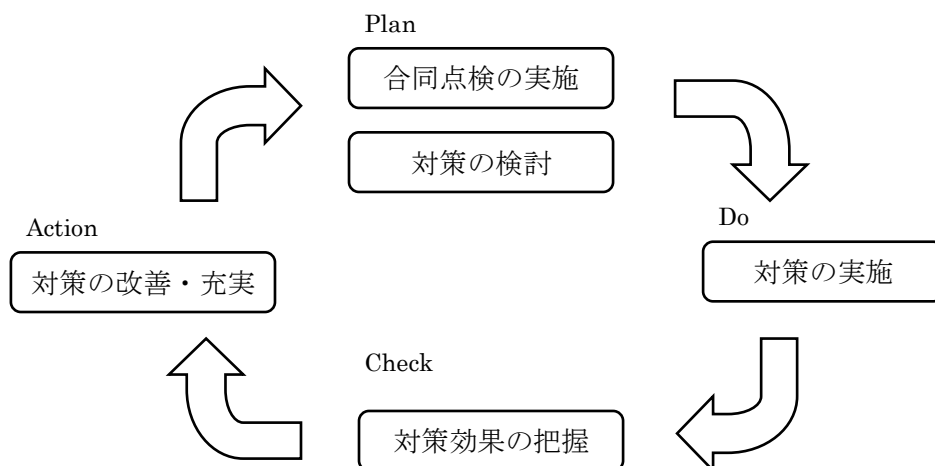 Plan
合同点検の実施
対策の検討
Do
対策の実施
Check
対策効果の把握
Action
対策の改善・充実